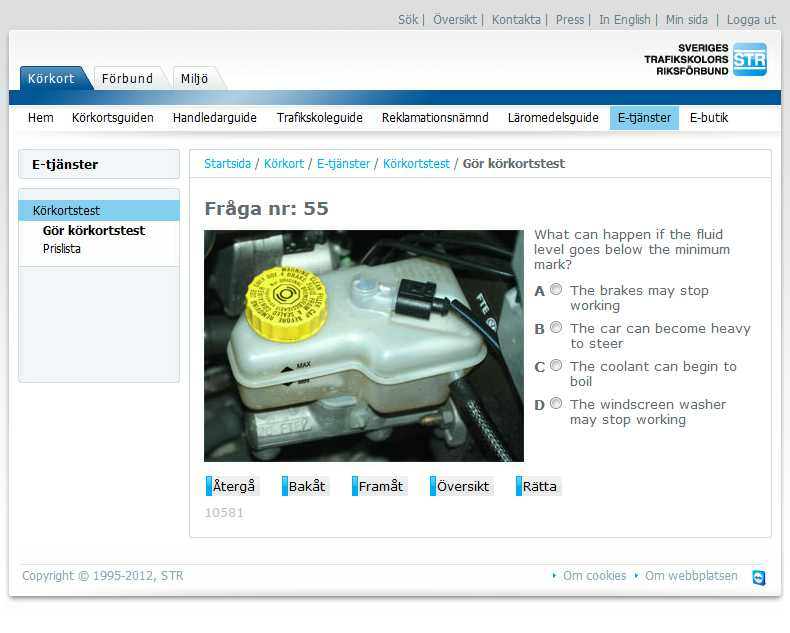 Sök | Översikt | Kontakta | Press | In English | Min sida | Logga ut
SVERIGES
TRAFIKSKOLORS
RIKSFÖRBUND
STR
Körkort Förbund Miljö
Hem Körkortsguiden Handledarguide Trafikskoleguide Reklamationsnämnd Läromedelsguide E-tjänster E-butik
E-tjänster
Körkortstest
Gör körkortstest
Prislista
Startsida / Körkort / E-tjänster / Körkortstest / Gör körkortstest
Fråga nr: 55
MAX
MIN
FTE
What can happen if the fluid
level goes below the minimum
mark?
A The brakes may stop
working
B The car can become heavy
to steer
C The coolant can begin to
boil
D The windscreen washer
may stop working
Återgå Bakåt Framåt Översikt Rätta
10581
Copyright © 1995-2012, STR
Om cookies Om webbplatsen